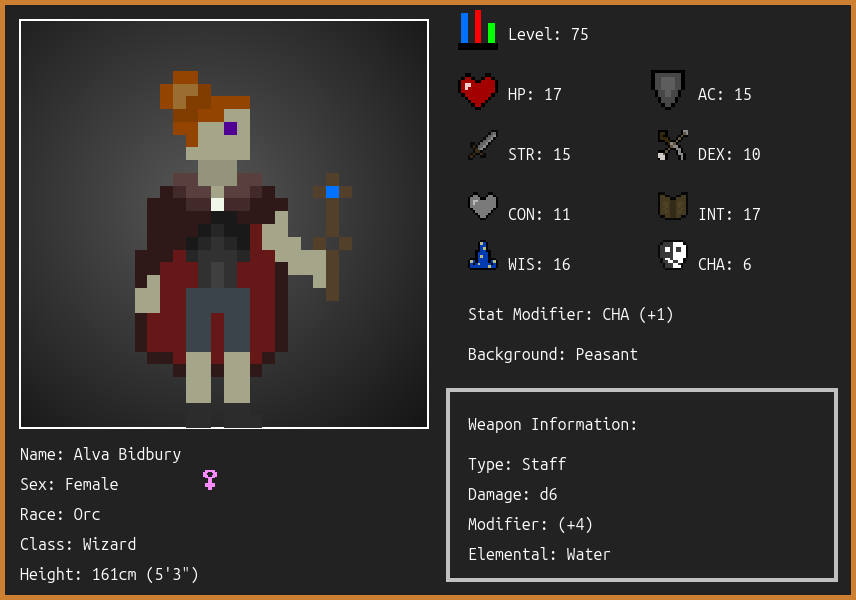 Level: 75
HP: 17
AC: 15
STR: 15
DEX: 10
CON: 11
INT: 17
WIS: 16
CHA: 6
Stat Modifier: CHA (+1)
Background: Peasant
Weapon Information:
Type: Staff
Damage: d6
Modifier: (+4)
Elemental: Water
Name: Alva Bidbury
Sex: Female
Race: Orc
Class: Wizard
Height: 161cm (5'3")